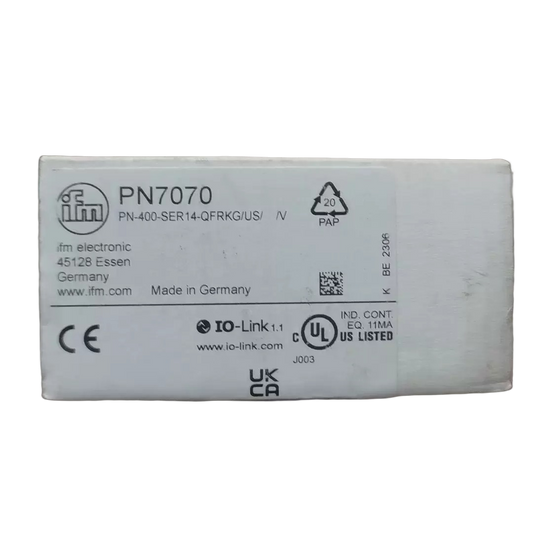 ifm
PN7070
PN-400-SER14-QFRKG/US/ /V
ifm electronic
45128 Essen
Germany
www.ifm.com Made in Germany
20
PAP
K BE 2306
CE
IO-Link 1.1
www.io-link.com
C UL US LISTED
IND. CONT.
EQ. 11MA
J003
UK
CA